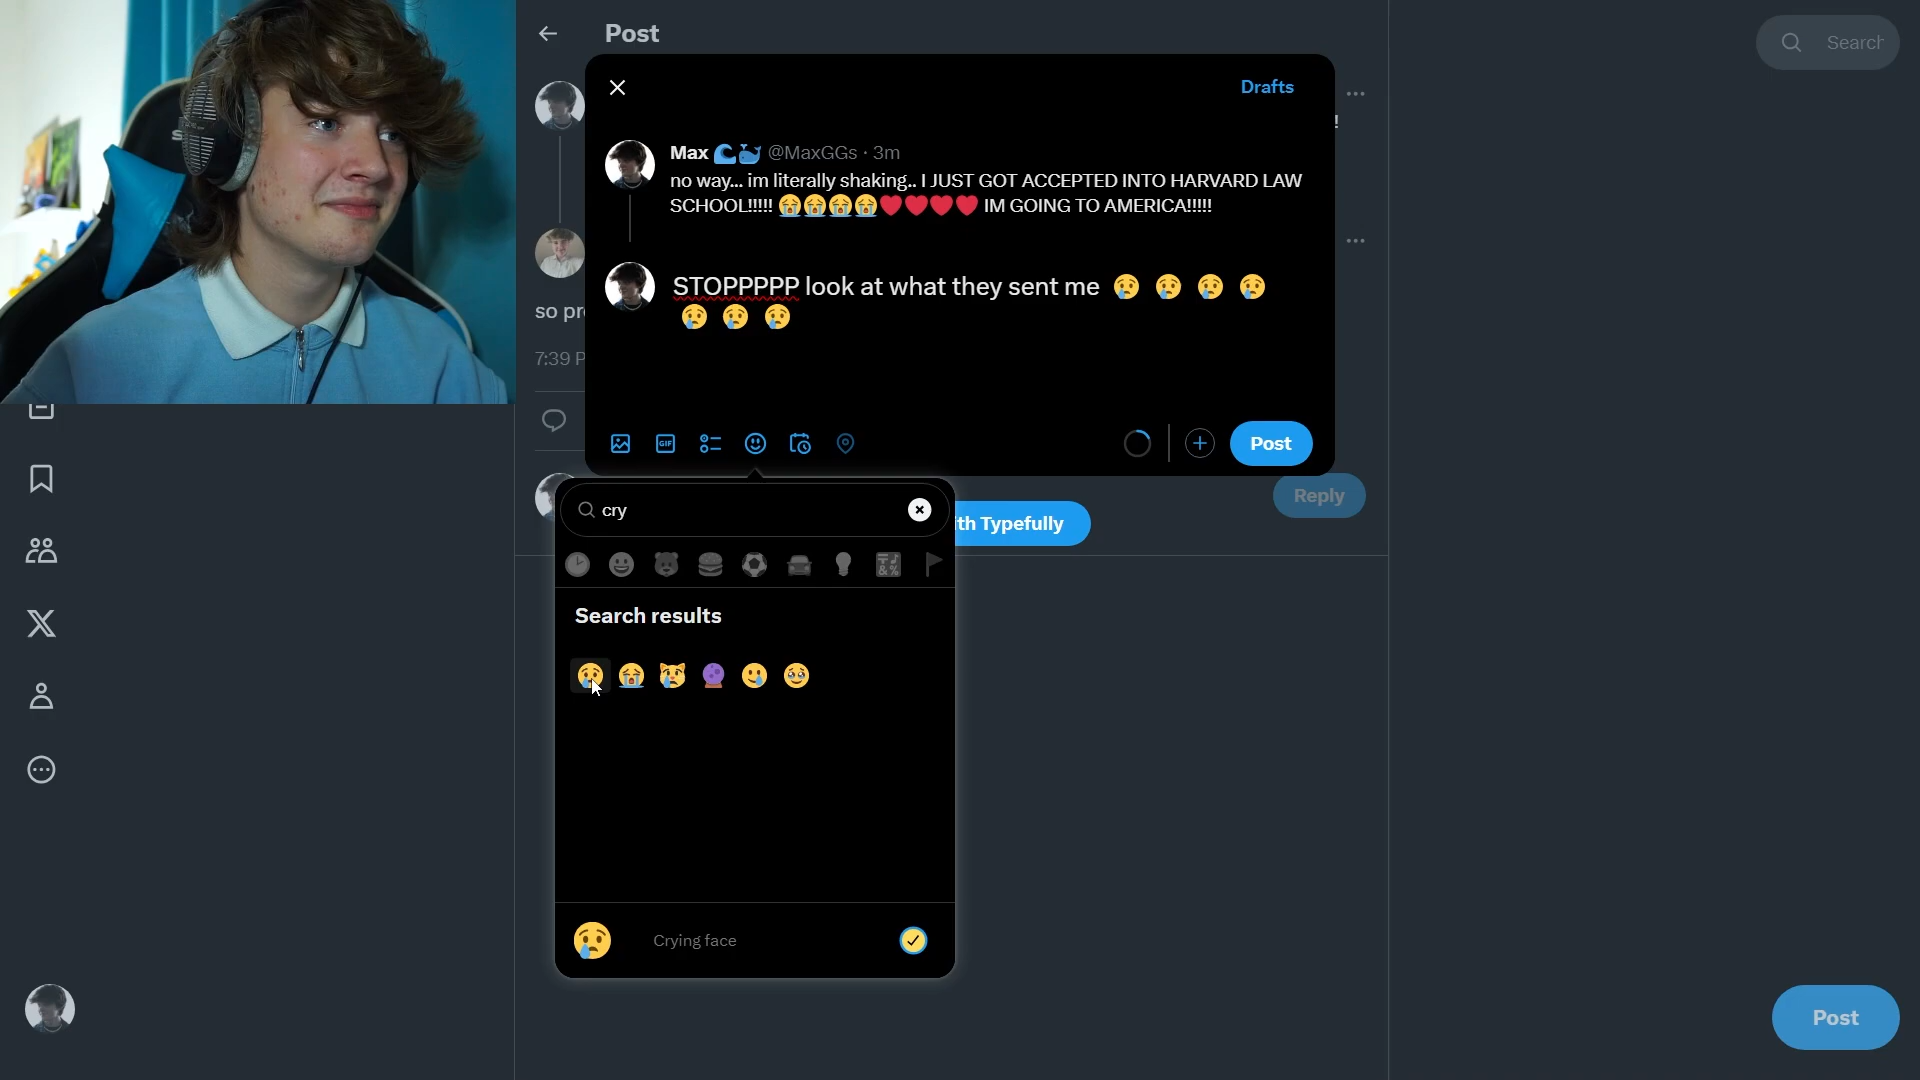 Post
Search
Drafts
!
Max 🌊🐳 @MaxGGs · 3m
no way... im literally shaking.. I JUST GOT ACCEPTED INTO HARVARD LAW
SCHOOL!!!!! 😭😭😭😭❤️❤️❤️❤️ IM GOING TO AMERICA!!!!!
STOPPPPP look at what they sent me 😢 😢 😢 😢
😢 😢 😢
so pr
7:39 P
GIF
Post
Reply
cry
ith Typefully
Search results
Crying face
Post